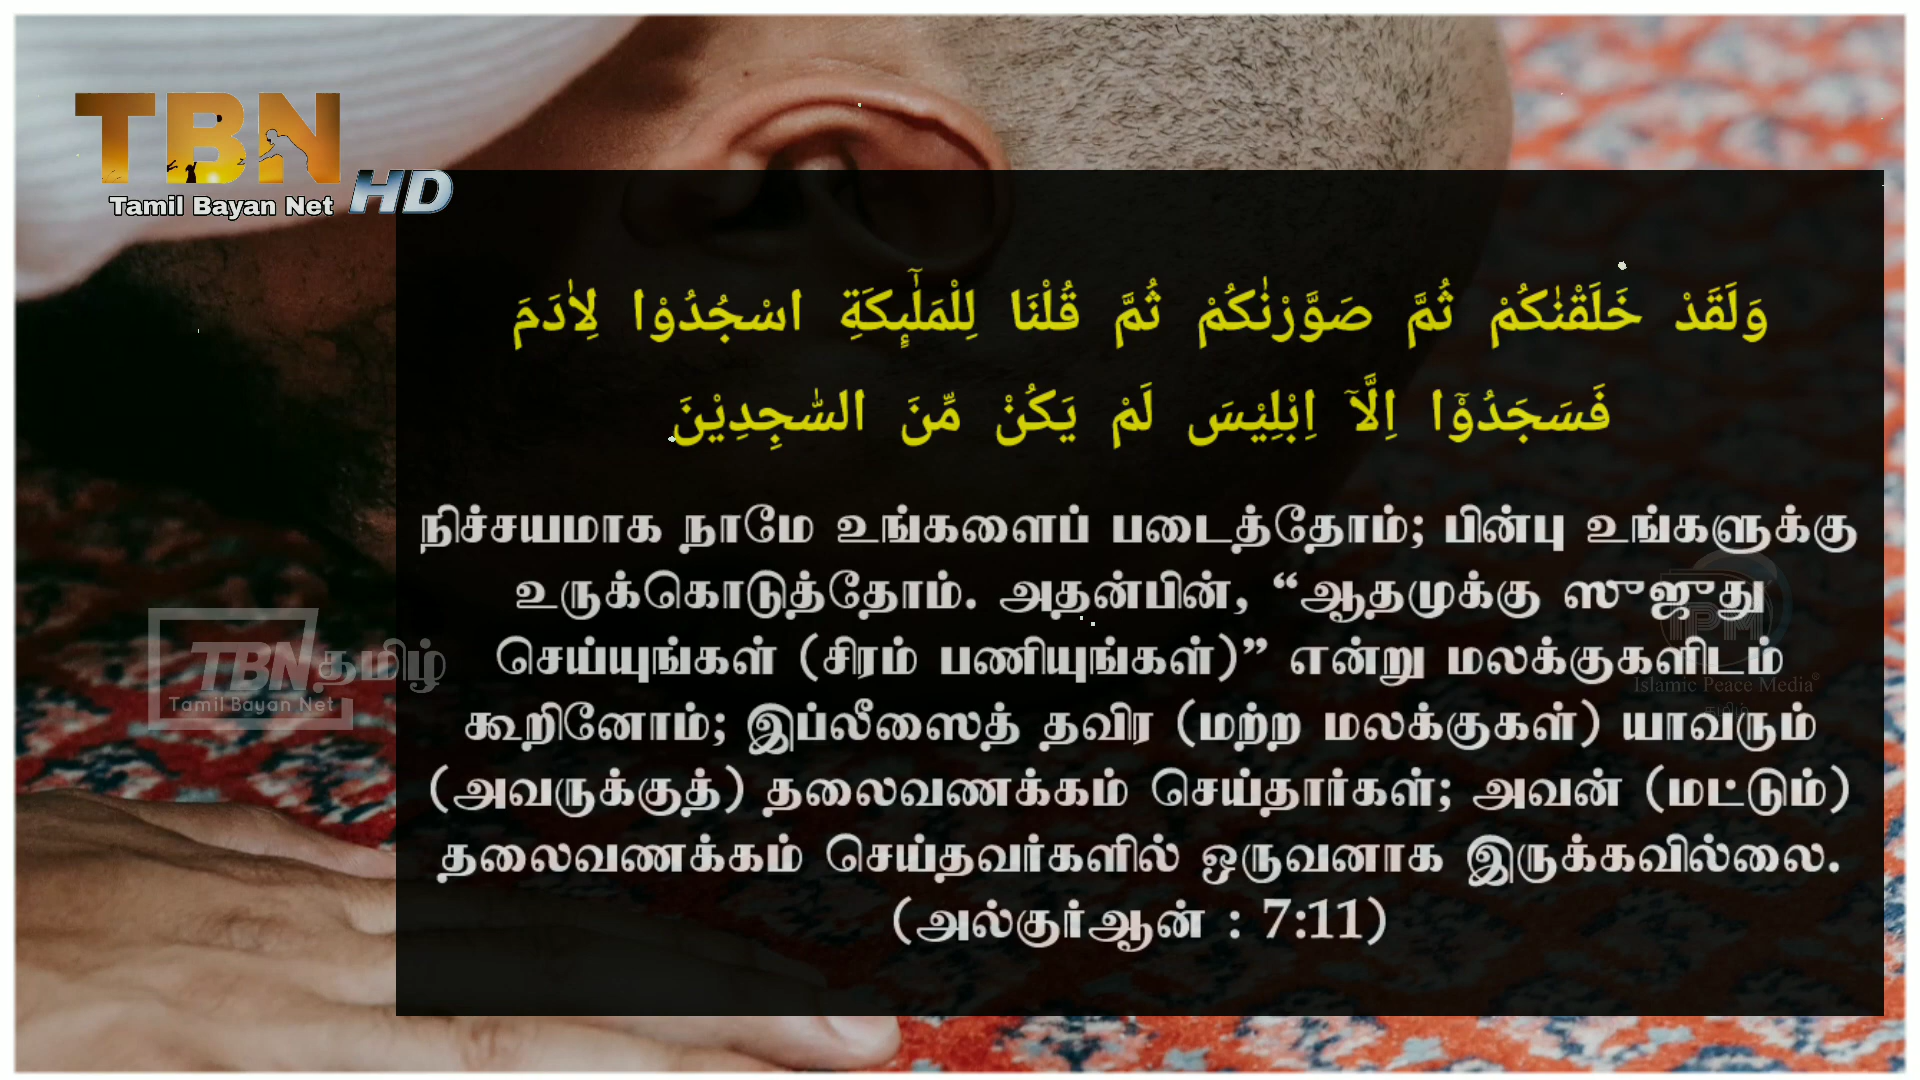 TBN HD
Tamil Bayan Net
وَلَقَدْ خَلَقْنٰكُمْ ثُمَّ صَوَّرْنٰكُمْ ثُمَّ قُلْنَا لِلْمَلٰٓٮِٕكَةِ اسْجُدُوْا لِاٰدَمَ
فَسَجَدُوْۤا اِلَّاۤ اِبْلِيْسَ لَمْ يَكُنْ مِّنَ السّٰجِدِيْنَ
நிச்சயமாக நாமே உங்களைப் படைத்தோம்; பின்பு உங்களுக்கு
உருக்கொடுத்தோம். அதன்பின், “ஆதமுக்கு ஸுஜுது
செய்யுங்கள் (சிரம் பணியுங்கள்)” என்று மலக்குகளிடம்
கூறினோம்; இப்லீஸைத் தவிர (மற்ற மலக்குகள்) யாவரும்
(அவருக்குத்) தலைவணக்கம் செய்தார்கள்; அவன் (மட்டும்)
தலைவணக்கம் செய்தவர்களில் ஒருவனாக இருக்கவில்லை.
(அல்குர்ஆன் : 7:11)
TBN தமிழ்
Tamil Bayan Net
IPM
Islamic Peace Media®
தமிழ்